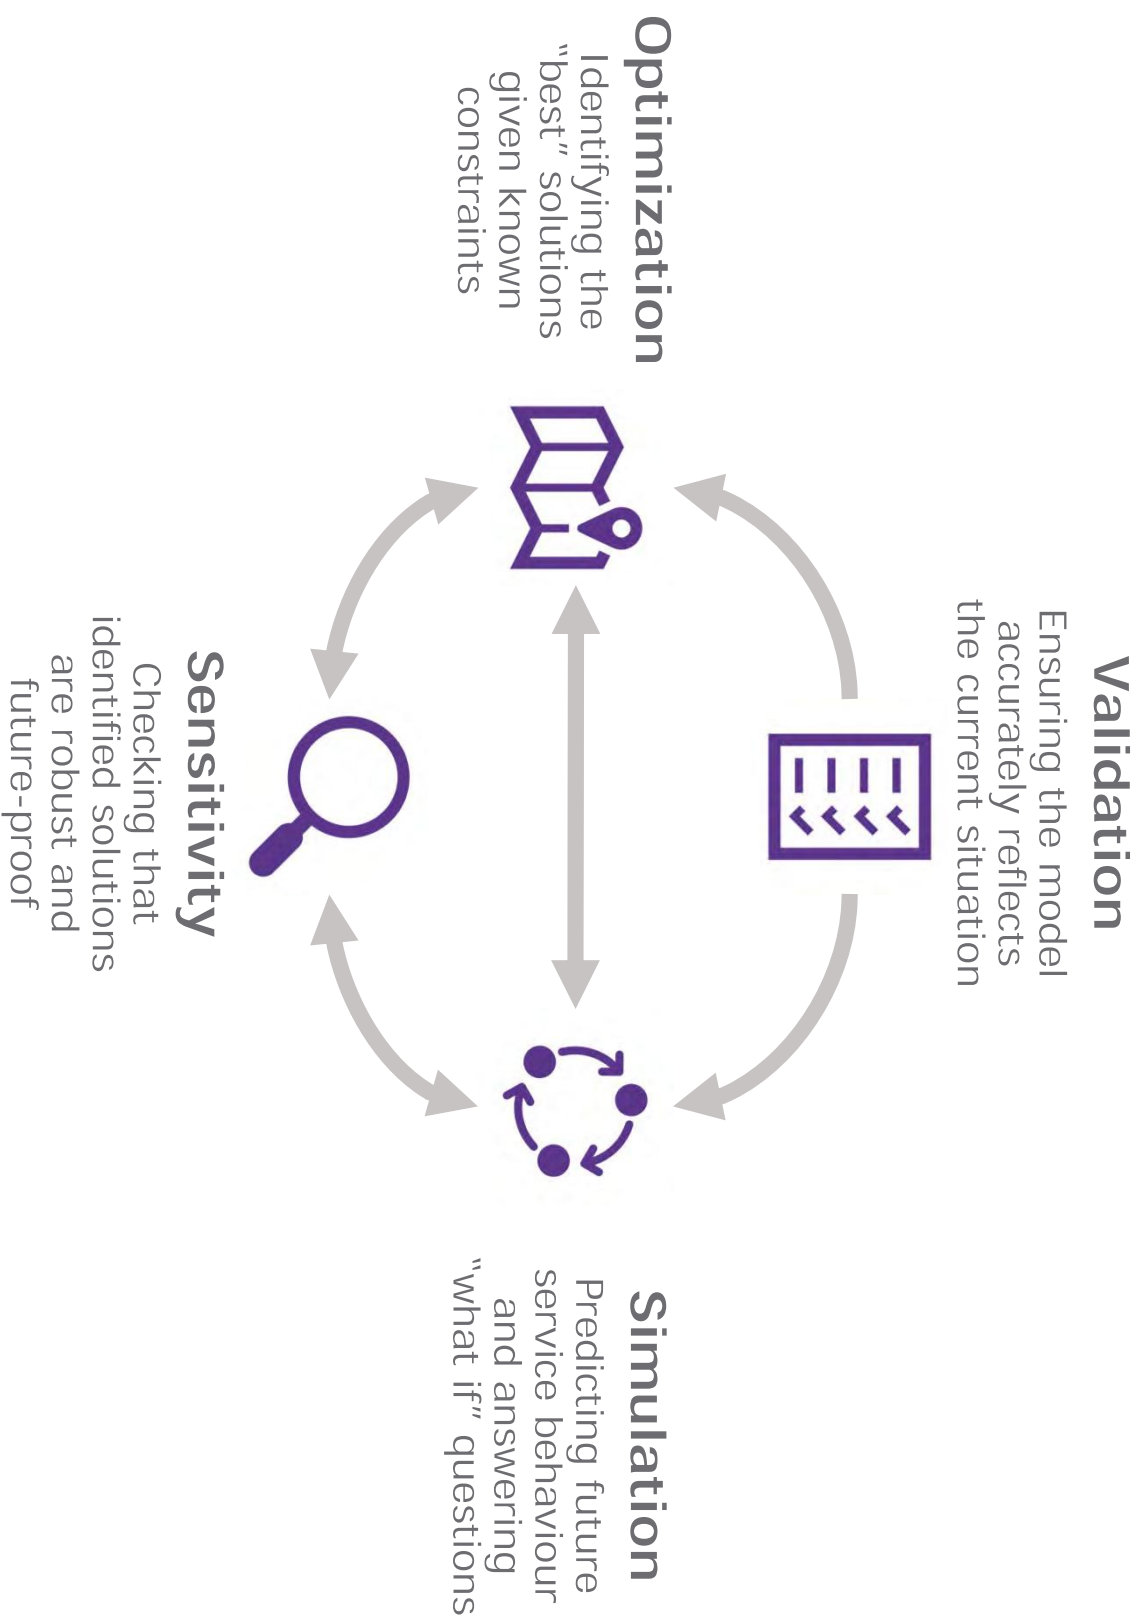 Validation
Ensuring the model
accurately reflects
the current situation
Optimization
Identifying the
“best” solutions
given known
constraints
Simulation
Predicting future
service behaviour
and answering
“what if” questions
Sensitivity
Checking that
identified solutions
are robust and
future-proof